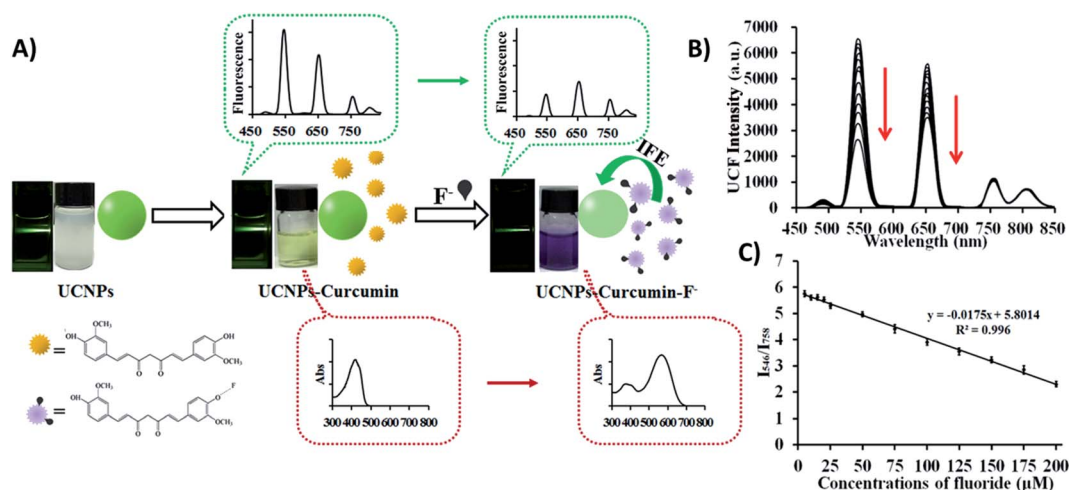 A)
Fluorescence
450 550 650 750
Fluorescence
450 550 650 750
IFE
F-
UCNPs
UCNPs-Curcumin
UCNPs-Curcumin-F-
=
OCH3
OH
OH
OCH3
O O
=
OCH3
OH
O
F
OCH3
O O
Abs
300 400 500 600 700 800
Abs
300 400 500 600 700 800
B)
UCF Intensity (a.u.)
7000
6000
5000
4000
3000
2000
1000
0
450 500 550 600 650 700 750 800 850
Wavelength (nm)
C)
I546/I758
7
6
5
4
3
2
1
0
y = -0.0175x + 5.8014
R² = 0.996
0 25 50 75 100 125 150 175 200
Concentrations of fluoride (μM)